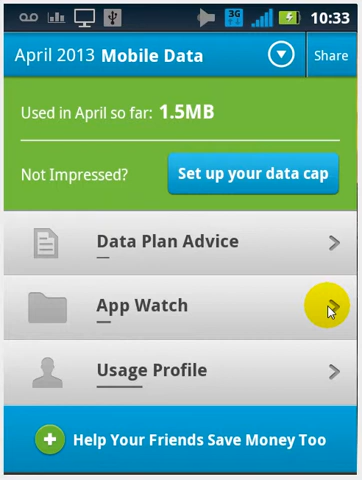 3G
10:33
April 2013 Mobile Data
Share
Used in April so far: 1.5MB
Not Impressed?
Set up your data cap
Data Plan Advice
App Watch
Usage Profile
Help Your Friends Save Money Too